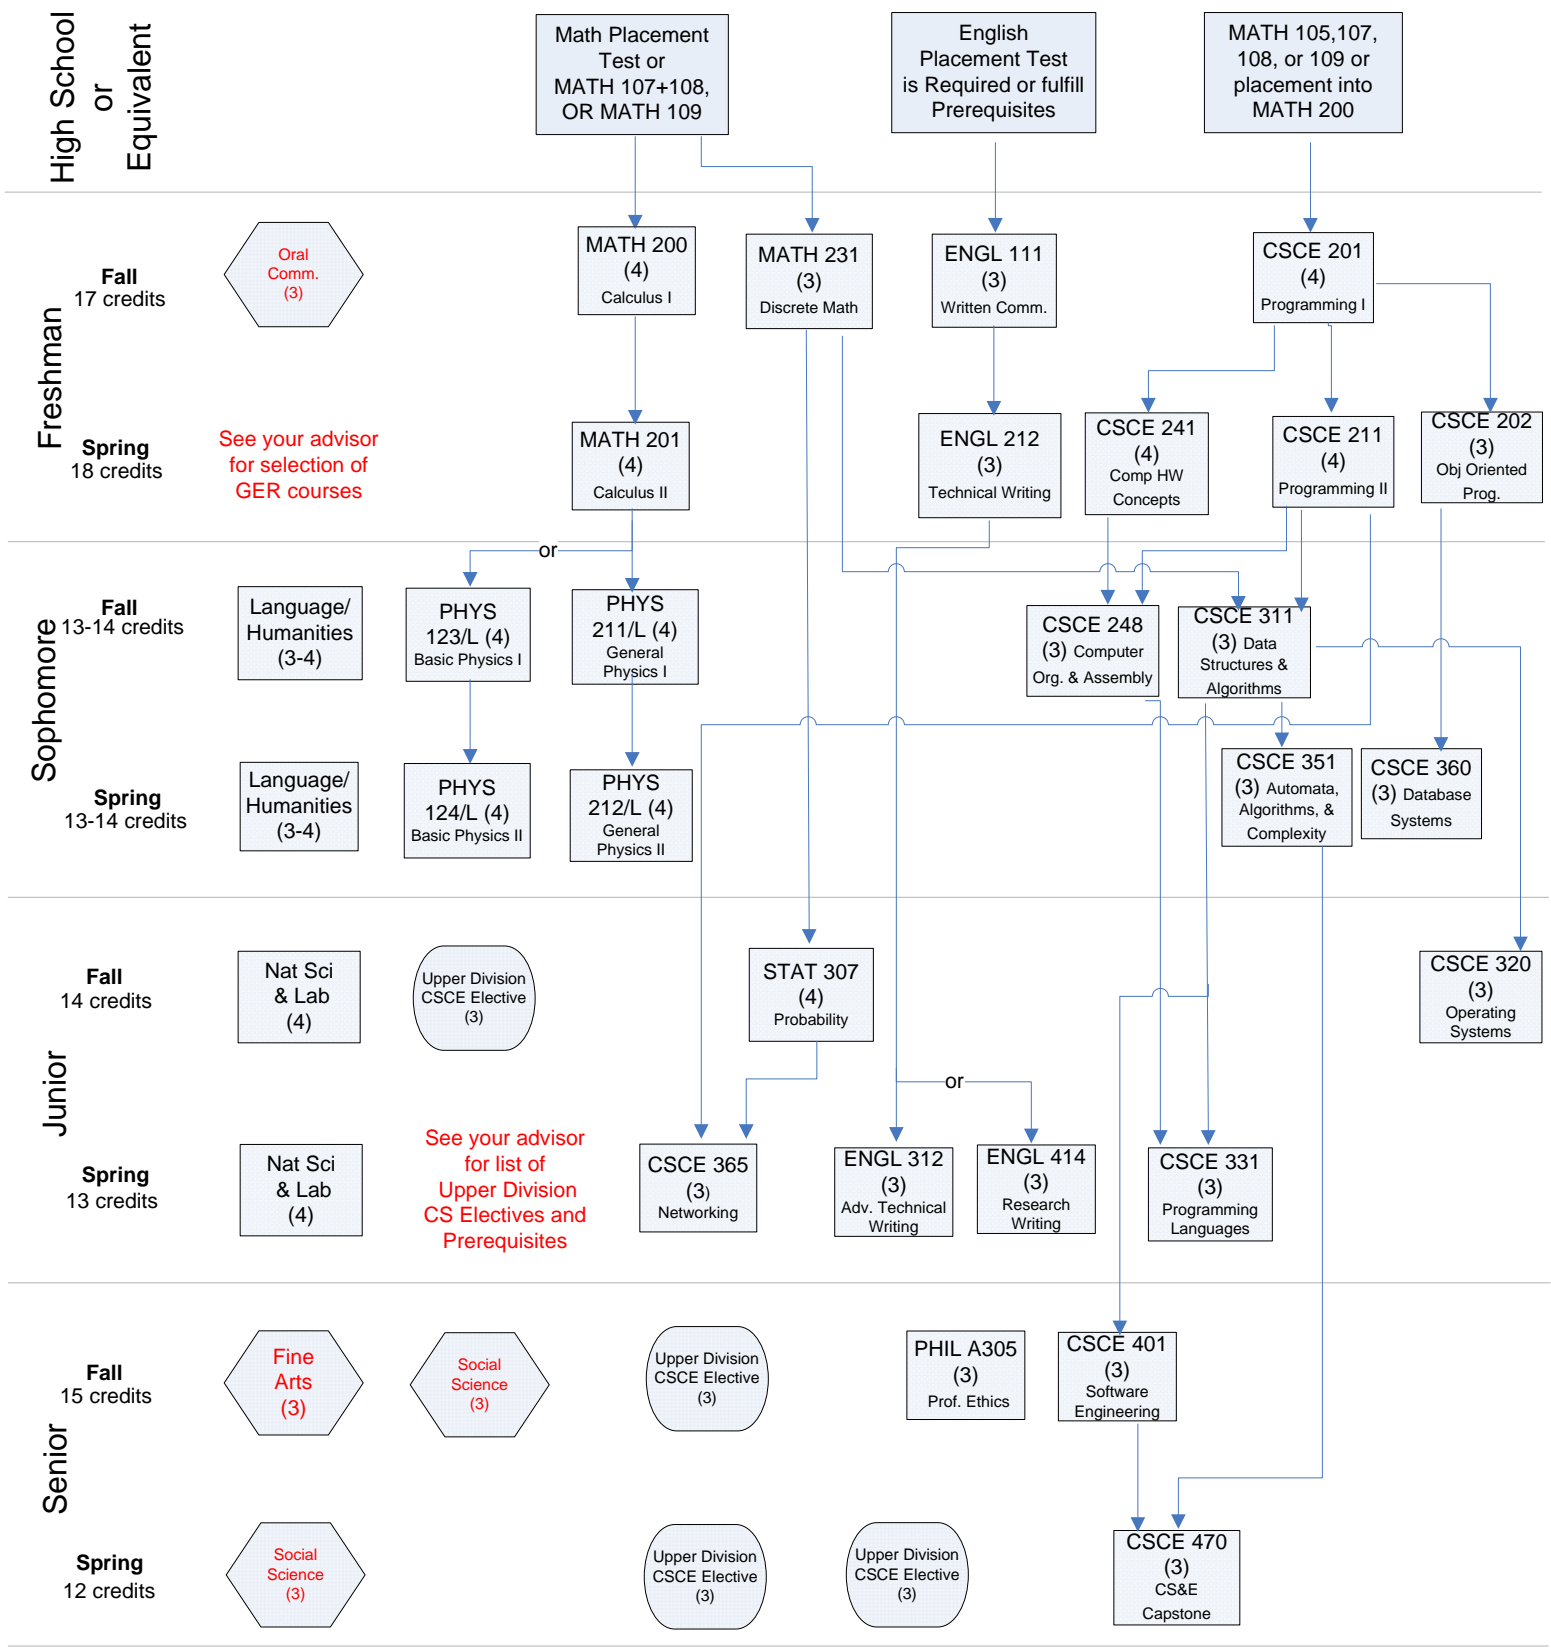 High School
or
Equivalent
Math Placement
Test or
MATH 107+108,
OR MATH 109
English
Placement Test
is Required or fulfill
Prerequisites
MATH 105,107,
108, or 109 or
placement into
MATH 200
Freshman
Fall
17 credits
Oral
Comm.
(3)
MATH 200
(4)
Calculus I
MATH 231
(3)
Discrete Math
ENGL 111
(3)
Written Comm.
CSCE 201
(4)
Programming I
Spring
18 credits
See your advisor
for selection of
GER courses
MATH 201
(4)
Calculus II
ENGL 212
(3)
Technical Writing
CSCE 241
(4)
Comp HW
Concepts
CSCE 211
(4)
Programming II
CSCE 202
(3)
Obj Oriented
Prog.
or
Sophomore
Fall
13-14 credits
Language/
Humanities
(3-4)
PHYS
123/L (4)
Basic Physics I
PHYS
211/L (4)
General
Physics I
CSCE 248
(3) Computer
Org. & Assembly
CSCE 311
(3) Data
Structures &
Algorithms
Spring
13-14 credits
Language/
Humanities
(3-4)
PHYS
124/L (4)
Basic Physics II
PHYS
212/L (4)
General
Physics II
CSCE 351
(3) Automata,
Algorithms, &
Complexity
CSCE 360
(3) Database
Systems
Junior
Fall
14 credits
Nat Sci
& Lab
(4)
Upper Division
CSCE Elective
(3)
STAT 307
(4)
Probability
CSCE 320
(3)
Operating
Systems
or
Spring
13 credits
Nat Sci
& Lab
(4)
See your advisor
for list of
Upper Division
CS Electives and
Prerequisites
CSCE 365
(3)
Networking
ENGL 312
(3)
Adv. Technical
Writing
ENGL 414
(3)
Research
Writing
CSCE 331
(3)
Programming
Languages
Senior
Fall
15 credits
Fine
Arts
(3)
Social
Science
(3)
Upper Division
CSCE Elective
(3)
PHIL A305
(3)
Prof. Ethics
CSCE 401
(3)
Software
Engineering
Spring
12 credits
Social
Science
(3)
Upper Division
CSCE Elective
(3)
Upper Division
CSCE Elective
(3)
CSCE 470
(3)
CS&E
Capstone